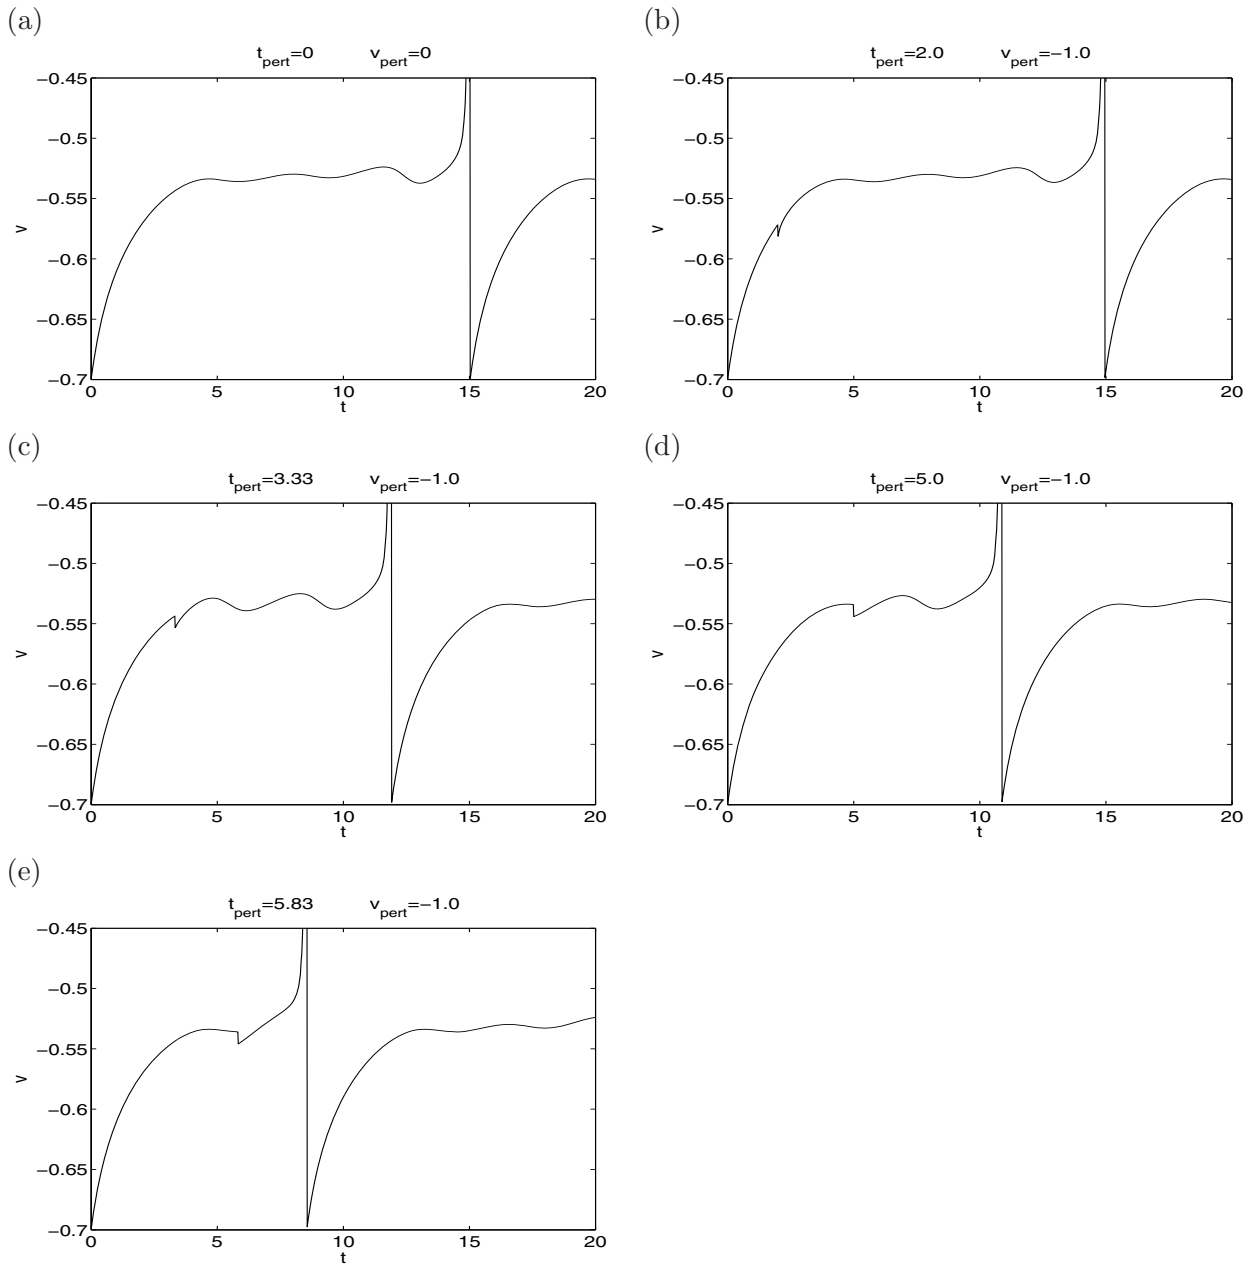 (a)
t_pert=0 v_pert=0
−0.45
−0.5
−0.55
−0.6
−0.65
−0.7
v
0 5 10 15 20
t
(b)
t_pert=2.0 v_pert=−1.0
−0.45
−0.5
−0.55
−0.6
−0.65
−0.7
v
0 5 10 15 20
t
(c)
t_pert=3.33 v_pert=−1.0
−0.45
−0.5
−0.55
−0.6
−0.65
−0.7
v
0 5 10 15 20
t
(d)
t_pert=5.0 v_pert=−1.0
−0.45
−0.5
−0.55
−0.6
−0.65
−0.7
v
0 5 10 15 20
t
(e)
t_pert=5.83 v_pert=−1.0
−0.45
−0.5
−0.55
−0.6
−0.65
−0.7
v
0 5 10 15 20
t